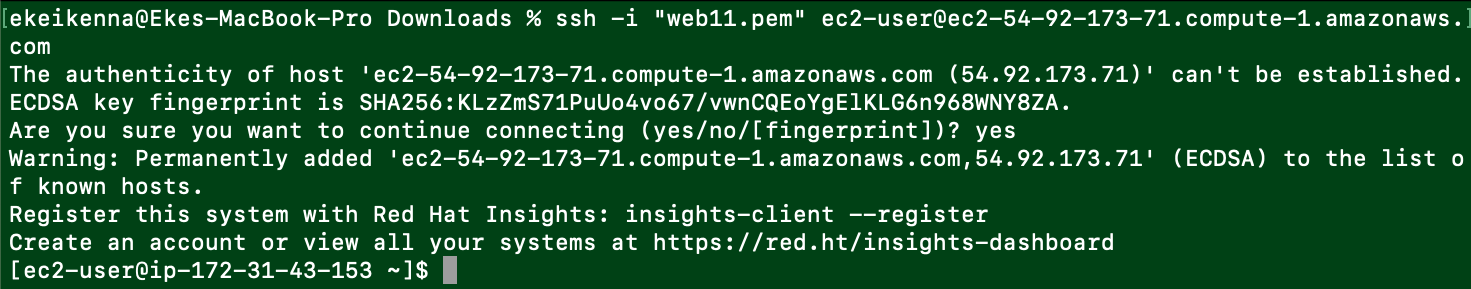 [ekeikenna@Ekes-MacBook-Pro Downloads % ssh -i "web11.pem" ec2-user@ec2-54-92-173-71.compute-1.amazonaws.]
com
The authenticity of host 'ec2-54-92-173-71.compute-1.amazonaws.com (54.92.173.71)' can't be established.
ECDSA key fingerprint is SHA256:KLzZmS71PuUo4vo67/vwnCQEoYgElKLG6n968WNY8ZA.
Are you sure you want to continue connecting (yes/no/[fingerprint])? yes
Warning: Permanently added 'ec2-54-92-173-71.compute-1.amazonaws.com,54.92.173.71' (ECDSA) to the list o
f known hosts.
Register this system with Red Hat Insights: insights-client --register
Create an account or view all your systems at https://red.ht/insights-dashboard
[ec2-user@ip-172-31-43-153 ~]$